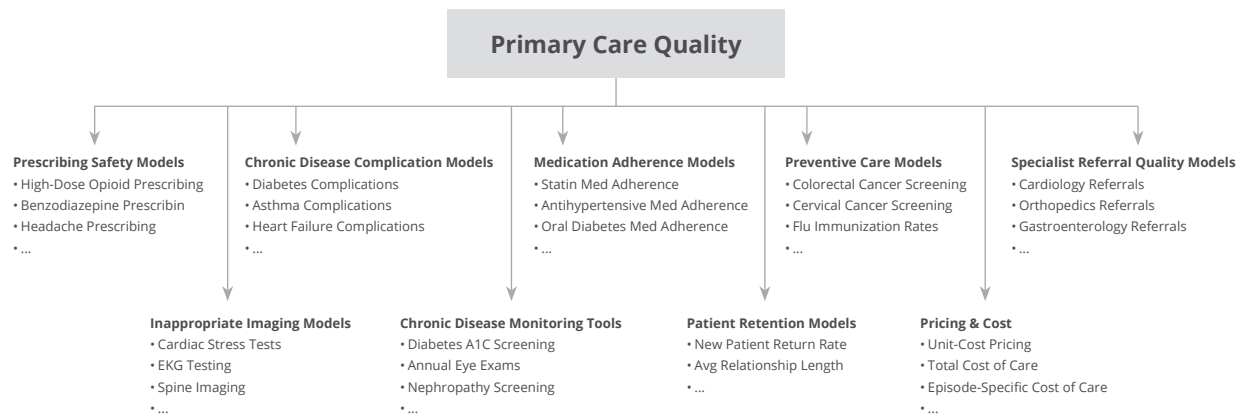 Primary Care Quality
Prescribing Safety Models
• High-Dose Opioid Prescribing
• Benzodiazepine Prescribin
• Headache Prescribing
• ...
Chronic Disease Complication Models
• Diabetes Complications
• Asthma Complications
• Heart Failure Complications
• ...
Medication Adherence Models
• Statin Med Adherence
• Antihypertensive Med Adherence
• Oral Diabetes Med Adherence
• ...
Preventive Care Models
• Colorectal Cancer Screening
• Cervical Cancer Screening
• Flu Immunization Rates
• ...
Specialist Referral Quality Models
• Cardiology Referrals
• Orthopedics Referrals
• Gastroenterology Referrals
• ...
Inappropriate Imaging Models
• Cardiac Stress Tests
• EKG Testing
• Spine Imaging
• ...
Chronic Disease Monitoring Tools
• Diabetes A1C Screening
• Annual Eye Exams
• Nephropathy Screening
• ...
Patient Retention Models
• New Patient Return Rate
• Avg Relationship Length
• ...
Pricing & Cost
• Unit-Cost Pricing
• Total Cost of Care
• Episode-Specific Cost of Care
• ...